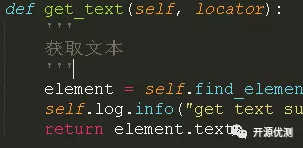 def get_text(self, locator):
'''
获取文本
'''
element = self.find_eleme
self.log.info("get text su
return element.text
开源优测